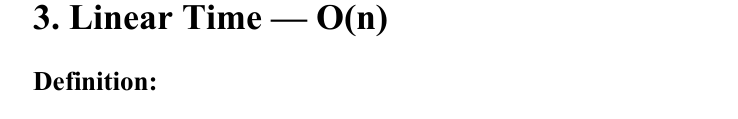 3. Linear Time — O(n)
Definition: